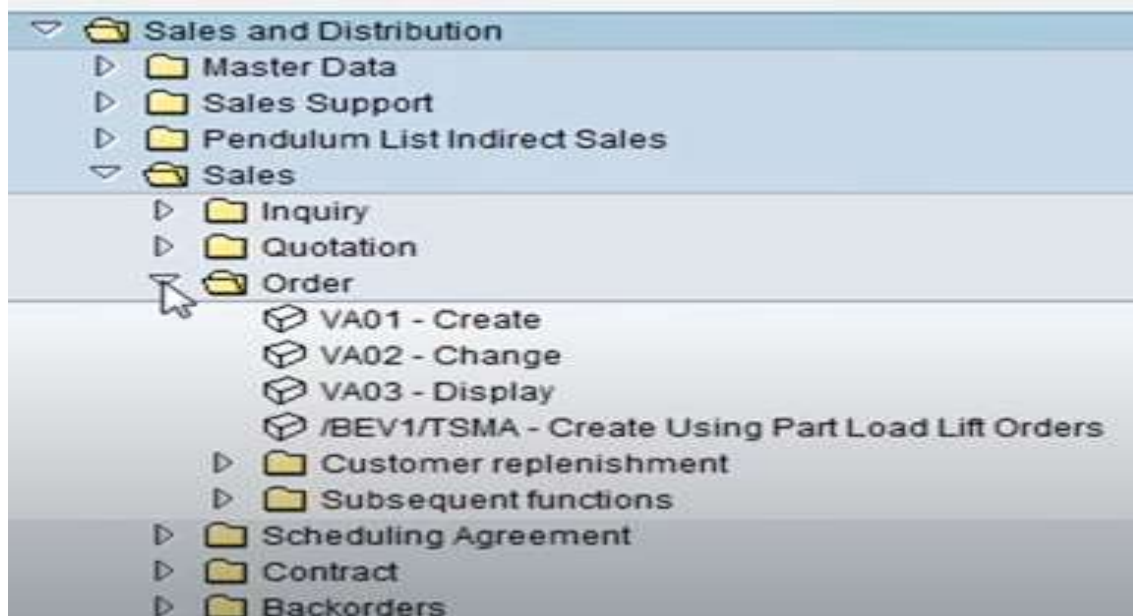 Sales and Distribution
Master Data
Sales Support
Pendulum List Indirect Sales
Sales
Inquiry
Quotation
Order
VA01 - Create
VA02 - Change
VA03 - Display
/BEV1/TSMA - Create Using Part Load Lift Orders
Customer replenishment
Subsequent functions
Scheduling Agreement
Contract
Backorders